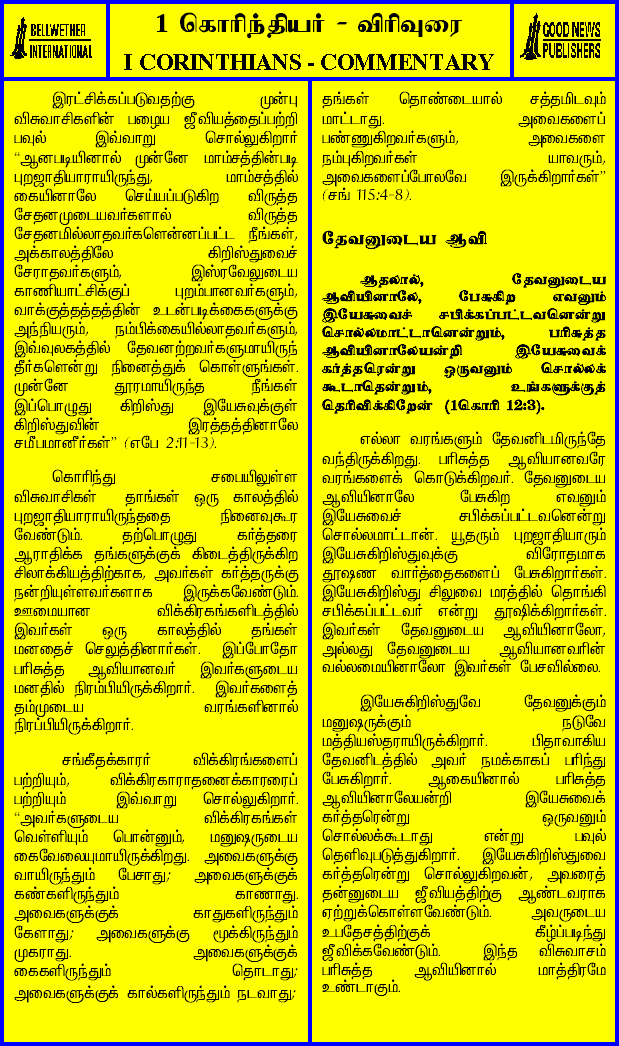 BELLWETHER
INTERNATIONAL
1 கொரிந்தியர் - விரிவுரை
I CORINTHIANS - COMMENTARY
GOOD NEWS
PUBLISHERS
இரட்சிக்கப்படுவதற்கு முன்பு
விசுவாசிகளின் பழைய ஜீவியத்தைப்பற்றி
பவுல் இவ்வாறு சொல்லுகிறார்
“ஆனபடியினால் முன்னே மாம்சத்தின்படி
புறஜாதியாராயிருந்து, மாம்சத்தில்
கையினாலே செய்யப்படுகிற விருத்த
சேதனமுடையவர்களால் விருத்த
சேதனமில்லாதவர்களென்னப்பட்ட நீங்கள்,
அக்காலத்திலே கிறிஸ்துவைச்
சேராதவர்களும், இஸ்ரவேலுடைய
காணியாட்சிக்குப் புறம்பானவர்களும்,
வாக்குத்தத்தத்தின் உடன்படிக்கைகளுக்கு
அந்நியரும், நம்பிக்கையில்லாதவர்களும்,
இவ்வுலகத்தில் தேவனற்றவர்களுமாயிருந்
தீர்களென்று நினைத்துக் கொள்ளுங்கள்.
முன்னே தூரமாயிருந்த நீங்கள்
இப்பொழுது கிறிஸ்து இயேசுவுக்குள்
கிறிஸ்துவின் இரத்தத்தினாலே
சமீபமானீர்கள்” (எபே 2:11-13).
கொரிந்து சபையிலுள்ள
விசுவாசிகள் தாங்கள் ஒரு காலத்தில்
புறஜாதியாராயிருந்ததை நினைவுகூர
வேண்டும். தற்பொழுது கர்த்தரை
ஆராதிக்க தங்களுக்குக் கிடைத்திருக்கிற
சிலாக்கியத்திற்காக, அவர்கள் கர்த்தருக்கு
நன்றியுள்ளவர்களாக இருக்கவேண்டும்.
ஊமையான விக்கிரகங்களிடத்தில்
இவர்கள் ஒரு காலத்தில் தங்கள்
மனதைச் செலுத்தினார்கள். இப்போதோ
பரிசுத்த ஆவியானவர் இவர்களுடைய
மனதில் நிரம்பியிருக்கிறார். இவர்களைத்
தம்முடைய வரங்களினால்
நிரப்பியிருக்கிறார்.
சங்கீதக்காரர் விக்கிரங்களைப்
பற்றியும், விக்கிரகாராதனைக்காரரைப்
பற்றியும் இவ்வாறு சொல்லுகிறார்.
“அவர்களுடைய விக்கிரகங்கள்
வெள்ளியும் பொன்னும், மனுஷருடைய
கைவேலையுமாயிருக்கிறது. அவைகளுக்கு
வாயிருந்தும் பேசாது; அவைகளுக்குக்
கண்களிருந்தும் காணாது.
அவைகளுக்குக் காதுகளிருந்தும்
கேளாது; அவைகளுக்கு மூக்கிருந்தும்
முகராது. அவைகளுக்குக்
கைகளிருந்தும் தொடாது;
அவைகளுக்குக் கால்களிருந்தும் நடவாது;
தங்கள் தொண்டையால் சத்தமிடவும்
மாட்டாது. அவைகளைப்
பண்ணுகிறவர்களும், அவைகளை
நம்புகிறவர்கள் யாவரும்,
அவைகளைப்போலவே இருக்கிறார்கள்”
(சங் 115:4-8).
தேவனுடைய ஆவி
ஆதலால், தேவனுடைய
ஆவியினாலே, பேசுகிற எவனும்
இயேசுவைச் சபிக்கப்பட்டவனென்று
சொல்லமாட்டானென்றும், பரிசுத்த
ஆவியினாலேயன்றி இயேசுவைக்
கர்த்தரென்று ஒருவனும் சொல்லக்
கூடாதென்றும், உங்களுக்குத்
தெரிவிக்கிறேன் (1கொரி 12:3).
எல்லா வரங்களும் தேவனிடமிருந்தே
வந்திருக்கிறது. பரிசுத்த ஆவியானவரே
வரங்களைக் கொடுக்கிறவர். தேவனுடைய
ஆவியினாலே பேசுகிற எவனும்
இயேசுவைச் சபிக்கப்பட்டவனென்று
சொல்லமாட்டான். யூதரும் புறஜாதியாரும்
இயேசுகிறிஸ்துவுக்கு விரோதமாக
தூஷண வார்த்தைகளைப் பேசுகிறார்கள்.
இயேசுகிறிஸ்து சிலுவை மரத்தில் தொங்கி
சபிக்கப்பட்டவர் என்று தூஷிக்கிறார்கள்.
இவர்கள் தேவனுடைய ஆவியினாலோ,
அல்லது தேவனுடைய ஆவியானவரின்
வல்லமையினாலோ இவர்கள் பேசவில்லை.
இயேசுகிறிஸ்துவே தேவனுக்கும்
மனுஷருக்கும் நடுவே
மத்தியஸ்தராயிருக்கிறார். பிதாவாகிய
தேவனிடத்தில் அவர் நமக்காகப் பரிந்து
பேசுகிறார். ஆகையினால் பரிசுத்த
ஆவியினாலேயன்றி இயேசுவைக்
கர்த்தரென்று ஒருவனும்
சொல்லக்கூடாது என்று பவுல்
தெளிவுபடுத்துகிறார். இயேசுகிறிஸ்துவை
கர்த்தரென்று சொல்லுகிறவன், அவரைத்
தன்னுடைய ஜீவியத்திற்கு ஆண்டவராக
ஏற்றுக்கொள்ளவேண்டும். அவருடைய
உபதேசத்திற்குக் கீழ்ப்படிந்து
ஜீவிக்கவேண்டும். இந்த விசுவாசம்
பரிசுத்த ஆவியினால் மாத்திரமே
உண்டாகும்.